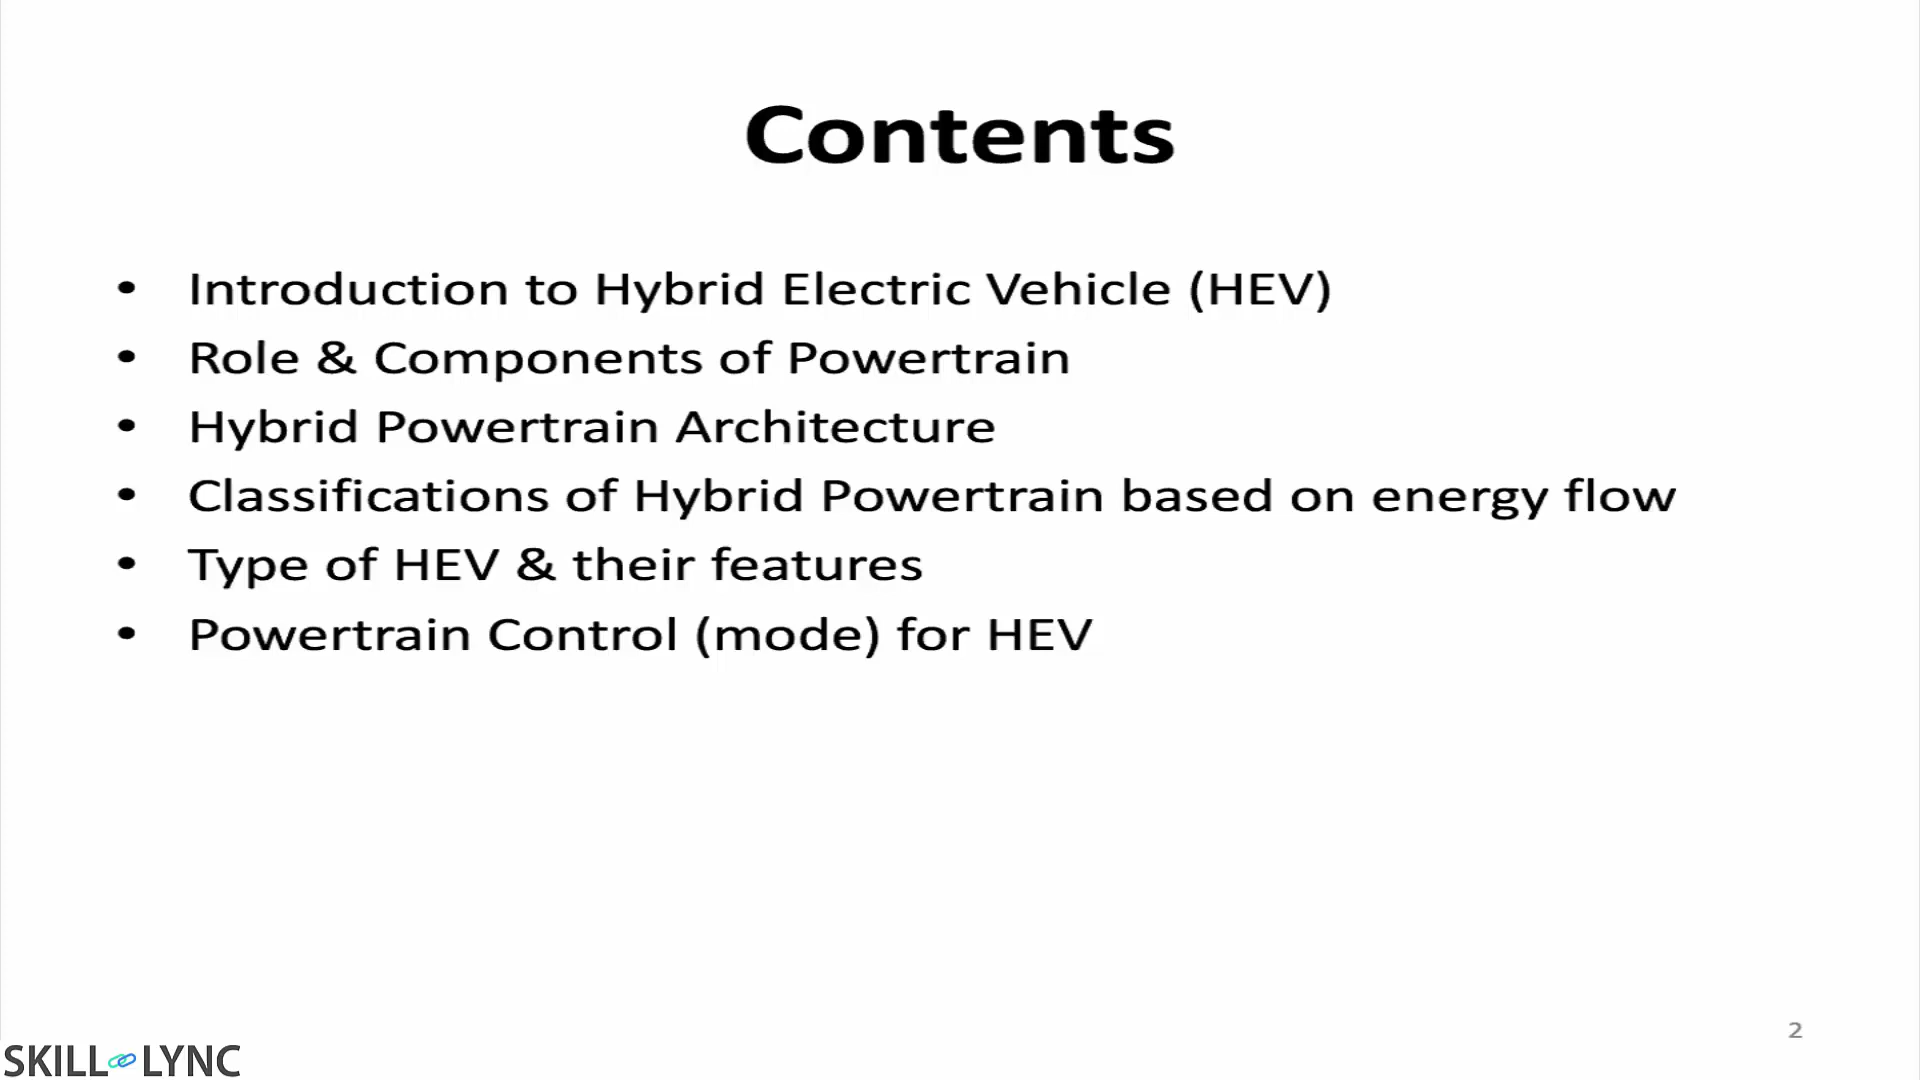 Contents
• Introduction to Hybrid Electric Vehicle (HEV)
• Role & Components of Powertrain
• Hybrid Powertrain Architecture
• Classifications of Hybrid Powertrain based on energy flow
• Type of HEV & their features
• Powertrain Control (mode) for HEV
2
SKILL LYNC